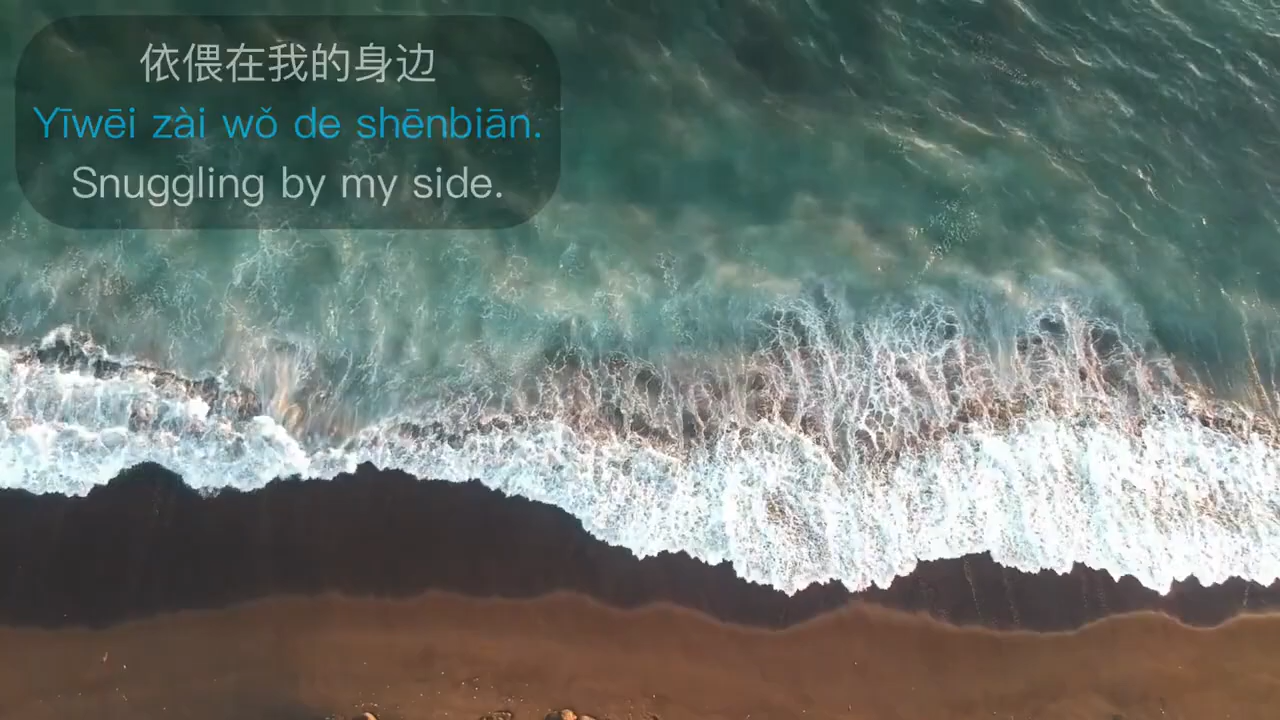 依偎在我的身边
Yīwēi zài wǒ de shēnbiān.
Snuggling by my side.